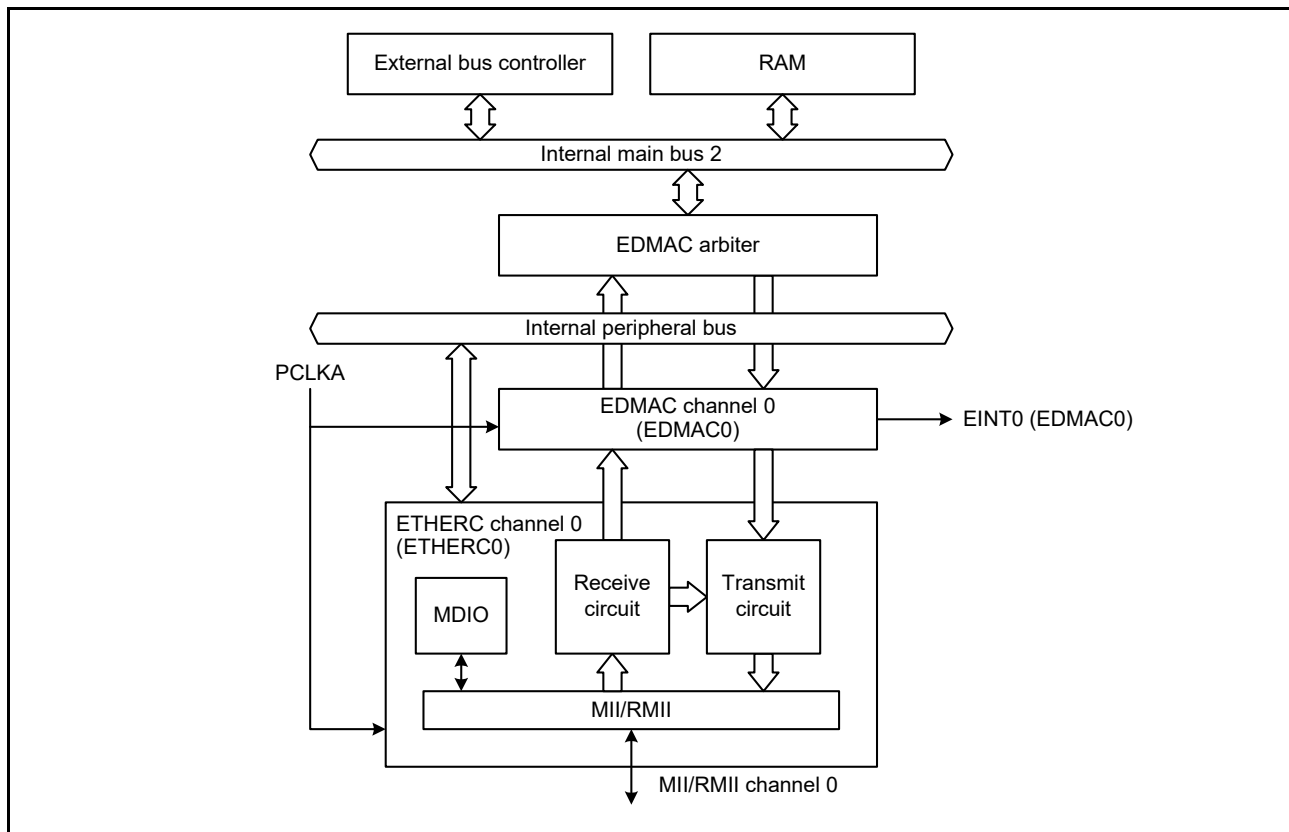 External bus controller
RAM
Internal main bus 2
EDMAC arbiter
Internal peripheral bus
PCLKA
EDMAC channel 0
(EDMAC0)
EINT0 (EDMAC0)
ETHERC channel 0
(ETHERC0)
MDIO
Receive
circuit
Transmit
circuit
MII/RMII
MII/RMII channel 0